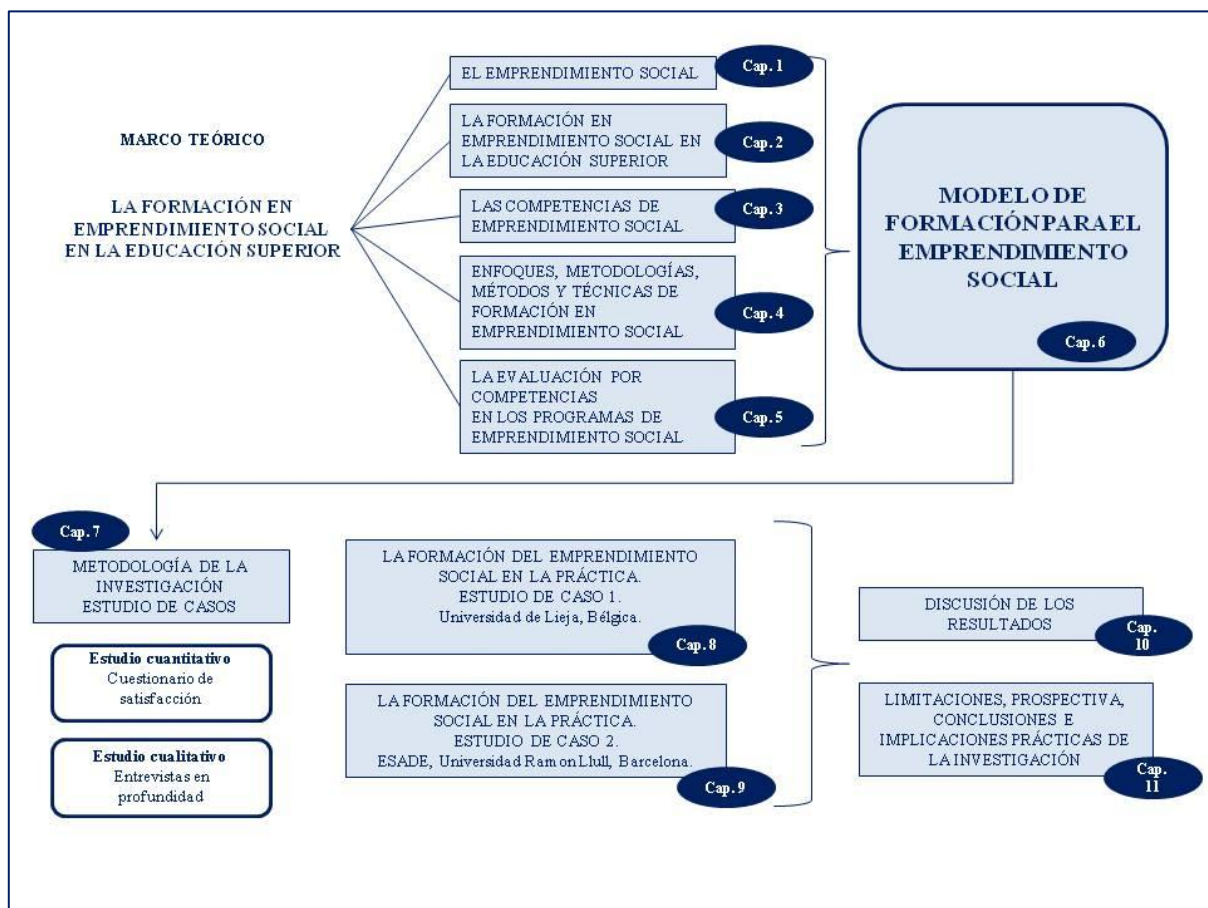 MARCO TEÓRICO
LA FORMACIÓN EN
EMPRENDIMIENTO SOCIAL
EN LA EDUCACIÓN SUPERIOR
EL EMPRENDIMIENTO SOCIAL
Cap. 1
LA FORMACIÓN EN
EMPRENDIMIENTO SOCIAL EN
LA EDUCACIÓN SUPERIOR
Cap. 2
LAS COMPETENCIAS DE
EMPRENDIMIENTO SOCIAL
Cap. 3
ENFOQUES, METODOLOGÍAS,
MÉTODOS Y TÉCNICAS DE
FORMACIÓN EN
EMPRENDIMIENTO SOCIAL
Cap. 4
LA EVALUACIÓN POR
COMPETENCIAS
EN LOS PROGRAMAS DE
EMPRENDIMIENTO SOCIAL
Cap. 5
MODELO DE
FORMACIÓN PARA EL
EMPRENDIMIENTO
SOCIAL
Cap. 6
Cap. 7
METODOLOGÍA DE LA
INVESTIGACIÓN
ESTUDIO DE CASOS
Estudio cuantitativo
Cuestionario de
satisfacción
Estudio cualitativo
Entrevistas en
profundidad
LA FORMACIÓN DEL EMPRENDIMIENTO
SOCIAL EN LA PRÁCTICA.
ESTUDIO DE CASO 1.
Universidad de Lieja, Bélgica.
Cap. 8
LA FORMACIÓN DEL EMPRENDIMIENTO
SOCIAL EN LA PRÁCTICA.
ESTUDIO DE CASO 2.
ESADE, Universidad Ramon Llull, Barcelona.
Cap. 9
DISCUSIÓN DE LOS
RESULTADOS
Cap.
10
LIMITACIONES, PROSPECTIVA,
CONCLUSIONES E
IMPLICACIONES PRÁCTICAS DE
LA INVESTIGACIÓN
Cap.
11